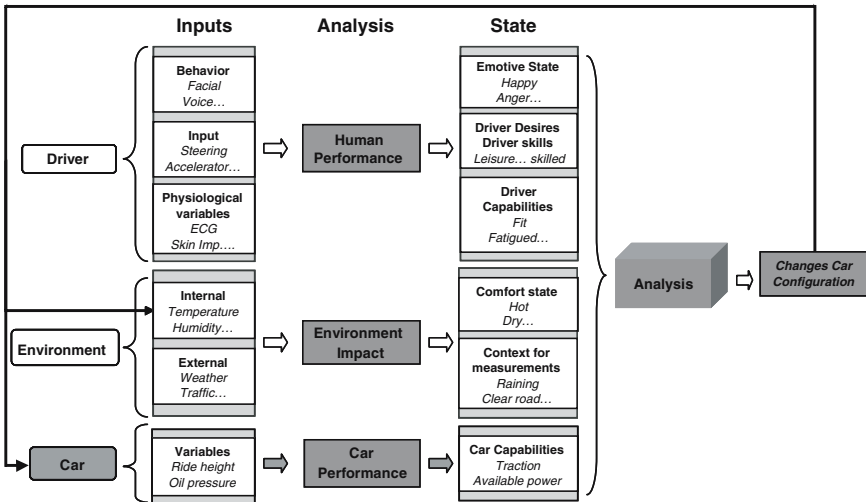 Inputs
Analysis
State
Driver
Behavior
Facial
Voice…
Input
Steering
Accelerator…
Physiological
variables
ECG
Skin Imp….
Human
Performance
Emotive State
Happy
Anger…
Driver Desires
Driver skills
Leisure… skilled
Driver
Capabilities
Fit
Fatigued…
Environment
Internal
Temperature
Humidity…
External
Weather
Traffic…
Environment
Impact
Comfort state
Hot
Dry…
Context for
measurements
Raining
Clear road…
Car
Variables
Ride height
Oil pressure
Car
Performance
Car Capabilities
Traction
Available power
Analysis
Changes Car
Configuration